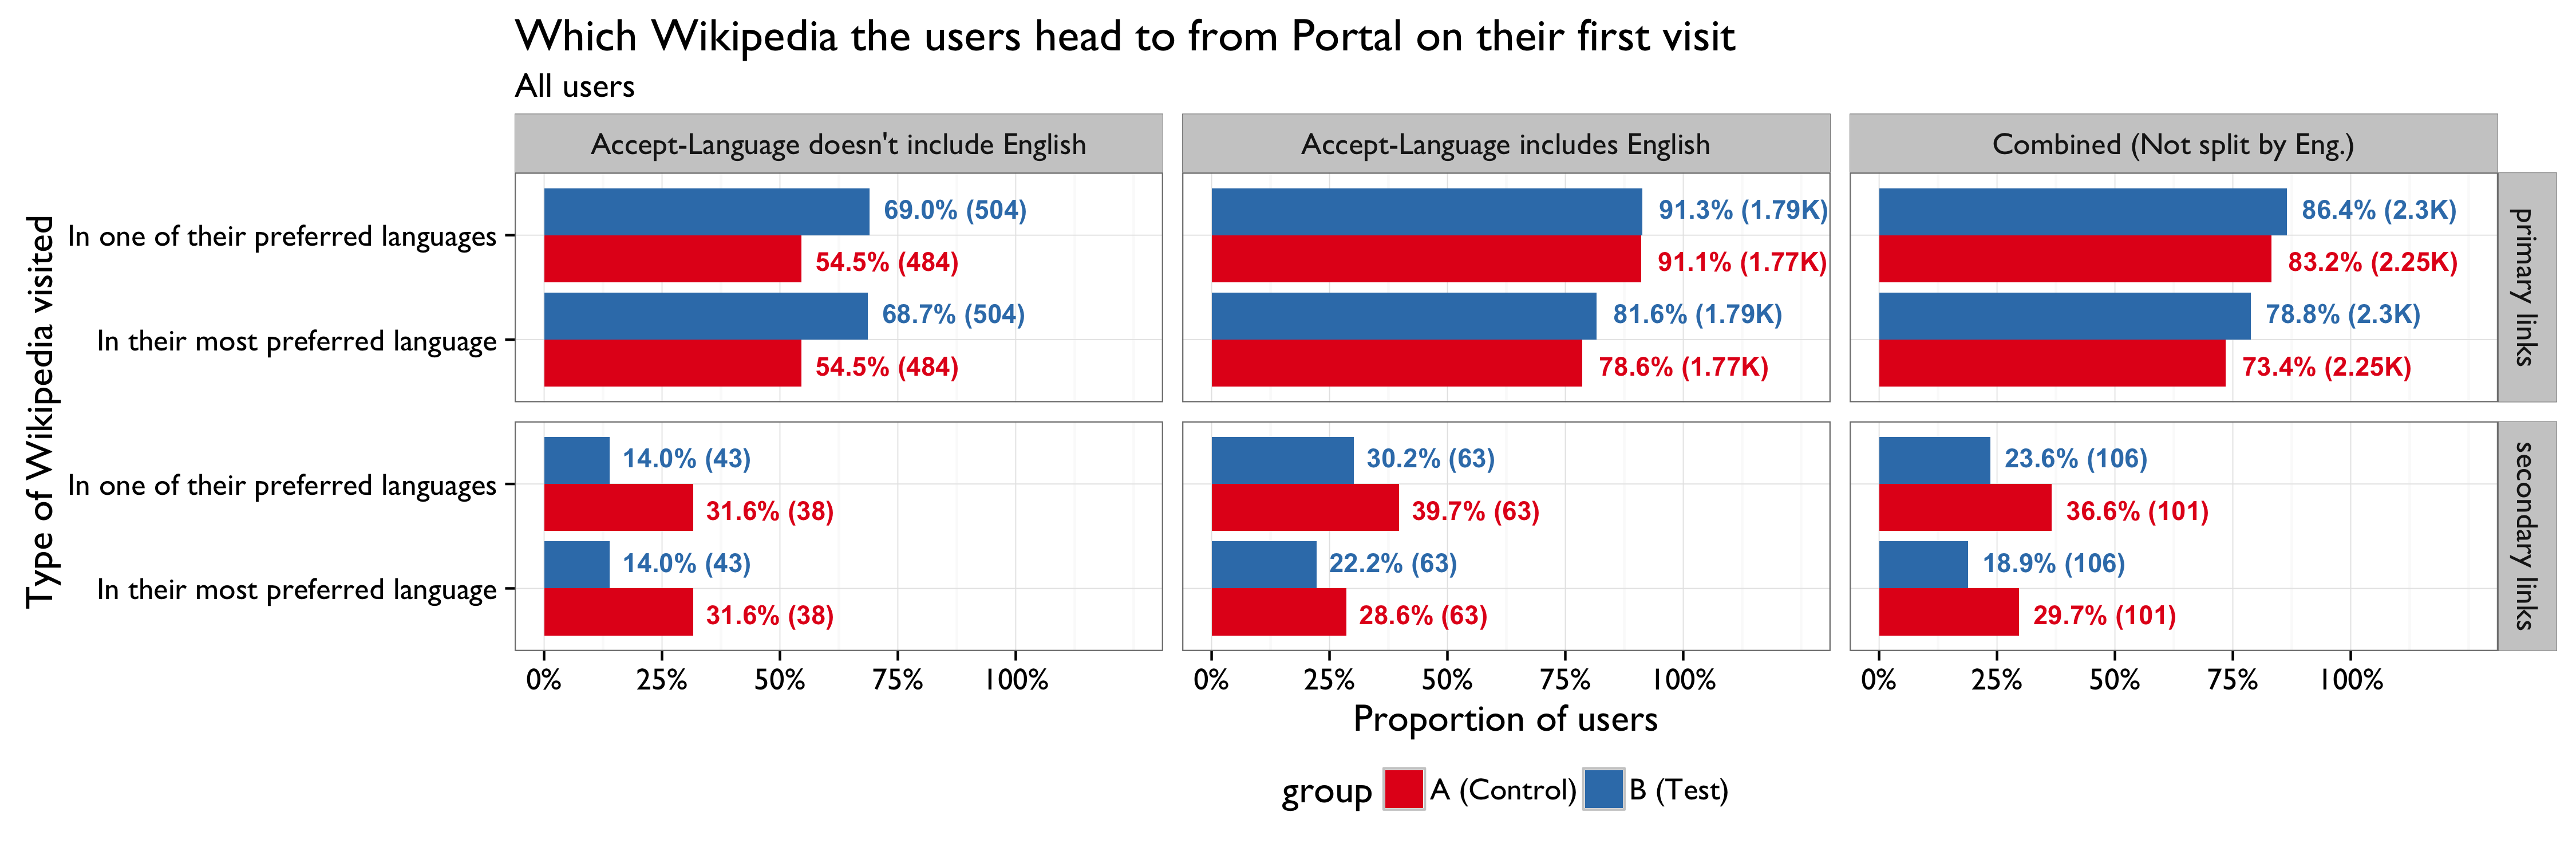 Which Wikipedia the users head to from Portal on their first visit
All users
Accept-Language doesn't include English
Accept-Language includes English
Combined (Not split by Eng.)
Type of Wikipedia visited
In one of their preferred languages
69.0% (504)
91.3% (1.79K)
86.4% (2.3K)
54.5% (484)
91.1% (1.77K)
83.2% (2.25K)
In their most preferred language
68.7% (504)
81.6% (1.79K)
78.8% (2.3K)
54.5% (484)
78.6% (1.77K)
73.4% (2.25K)
primary links
In one of their preferred languages
14.0% (43)
30.2% (63)
23.6% (106)
31.6% (38)
39.7% (63)
36.6% (101)
In their most preferred language
14.0% (43)
22.2% (63)
18.9% (106)
31.6% (38)
28.6% (63)
29.7% (101)
secondary links
0% 25% 50% 75% 100%
0% 25% 50% 75% 100%
0% 25% 50% 75% 100%
Proportion of users
group A (Control) B (Test)